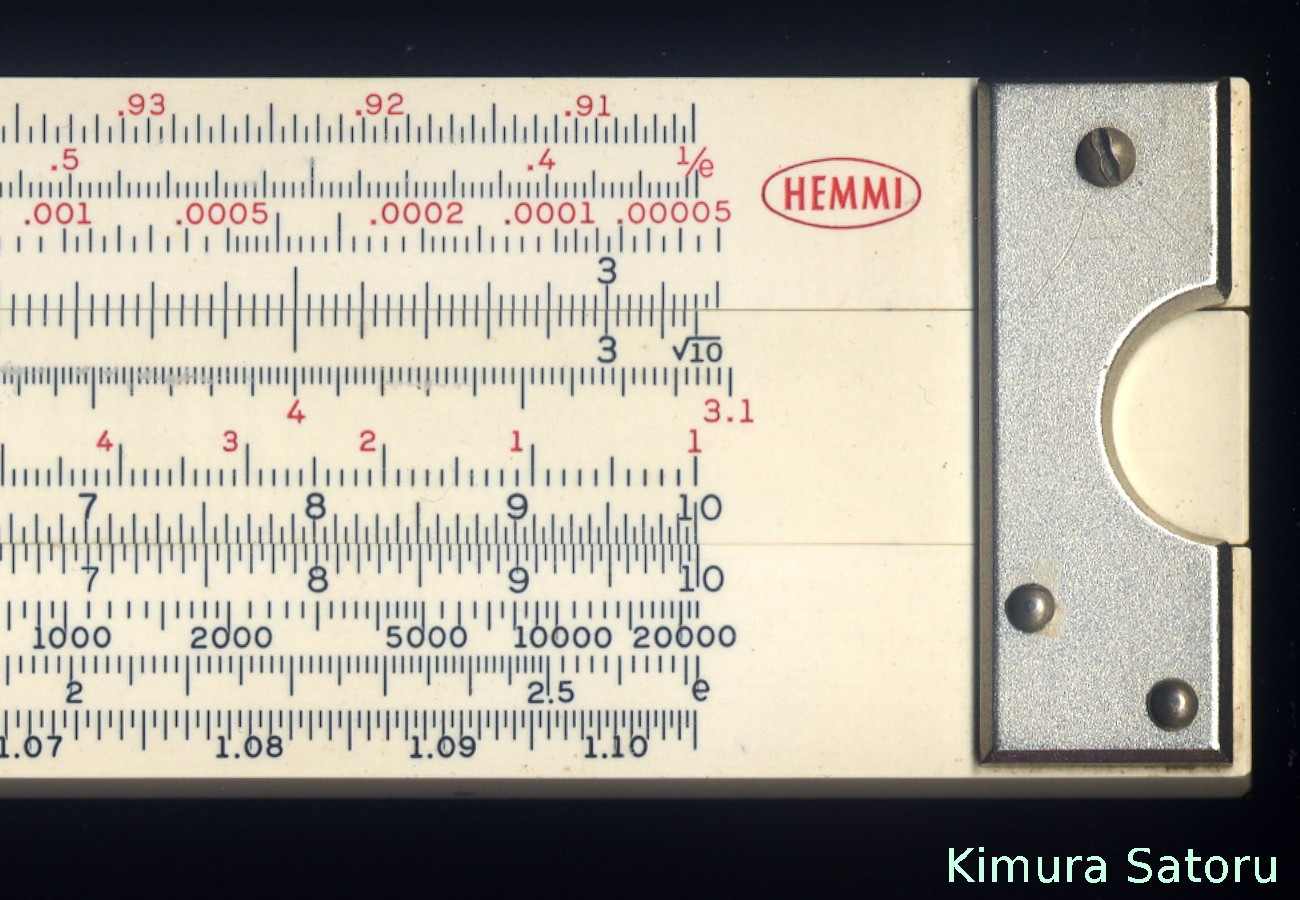 .93 .92 .91
.5 .4 1/e
.001 .0005 .0002 .0001 .00005
HEMMI
3
3 √10
4 3.1
4 3 2 1 1
7 8 9 10
7 8 9 10
1000 2000 5000 10000 20000
2 2.5 e
1.07 1.08 1.09 1.10
Kimura Satoru